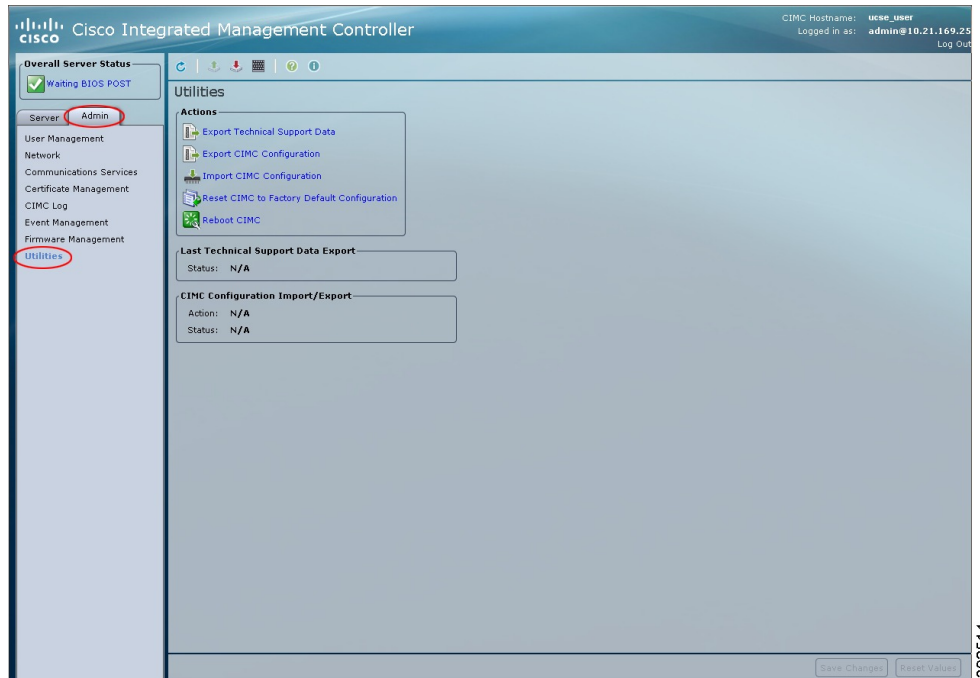 CISCO
Cisco Integrated Management Controller
CIMC Hostname: ucse_user
Logged in as: admin@10.21.169.25
Log Out
Overall Server Status
Waiting BIOS POST
Server
Admin
User Management
Network
Communications Services
Certificate Management
CIMC Log
Event Management
Firmware Management
Utilities
Utilities
Actions
Export Technical Support Data
Export CIMC Configuration
Import CIMC Configuration
Reset CIMC to Factory Default Configuration
Reboot CIMC
Last Technical Support Data Export
Status: N/A
CIMC Configuration Import/Export
Action: N/A
Status: N/A
Save Changes
Reset Values